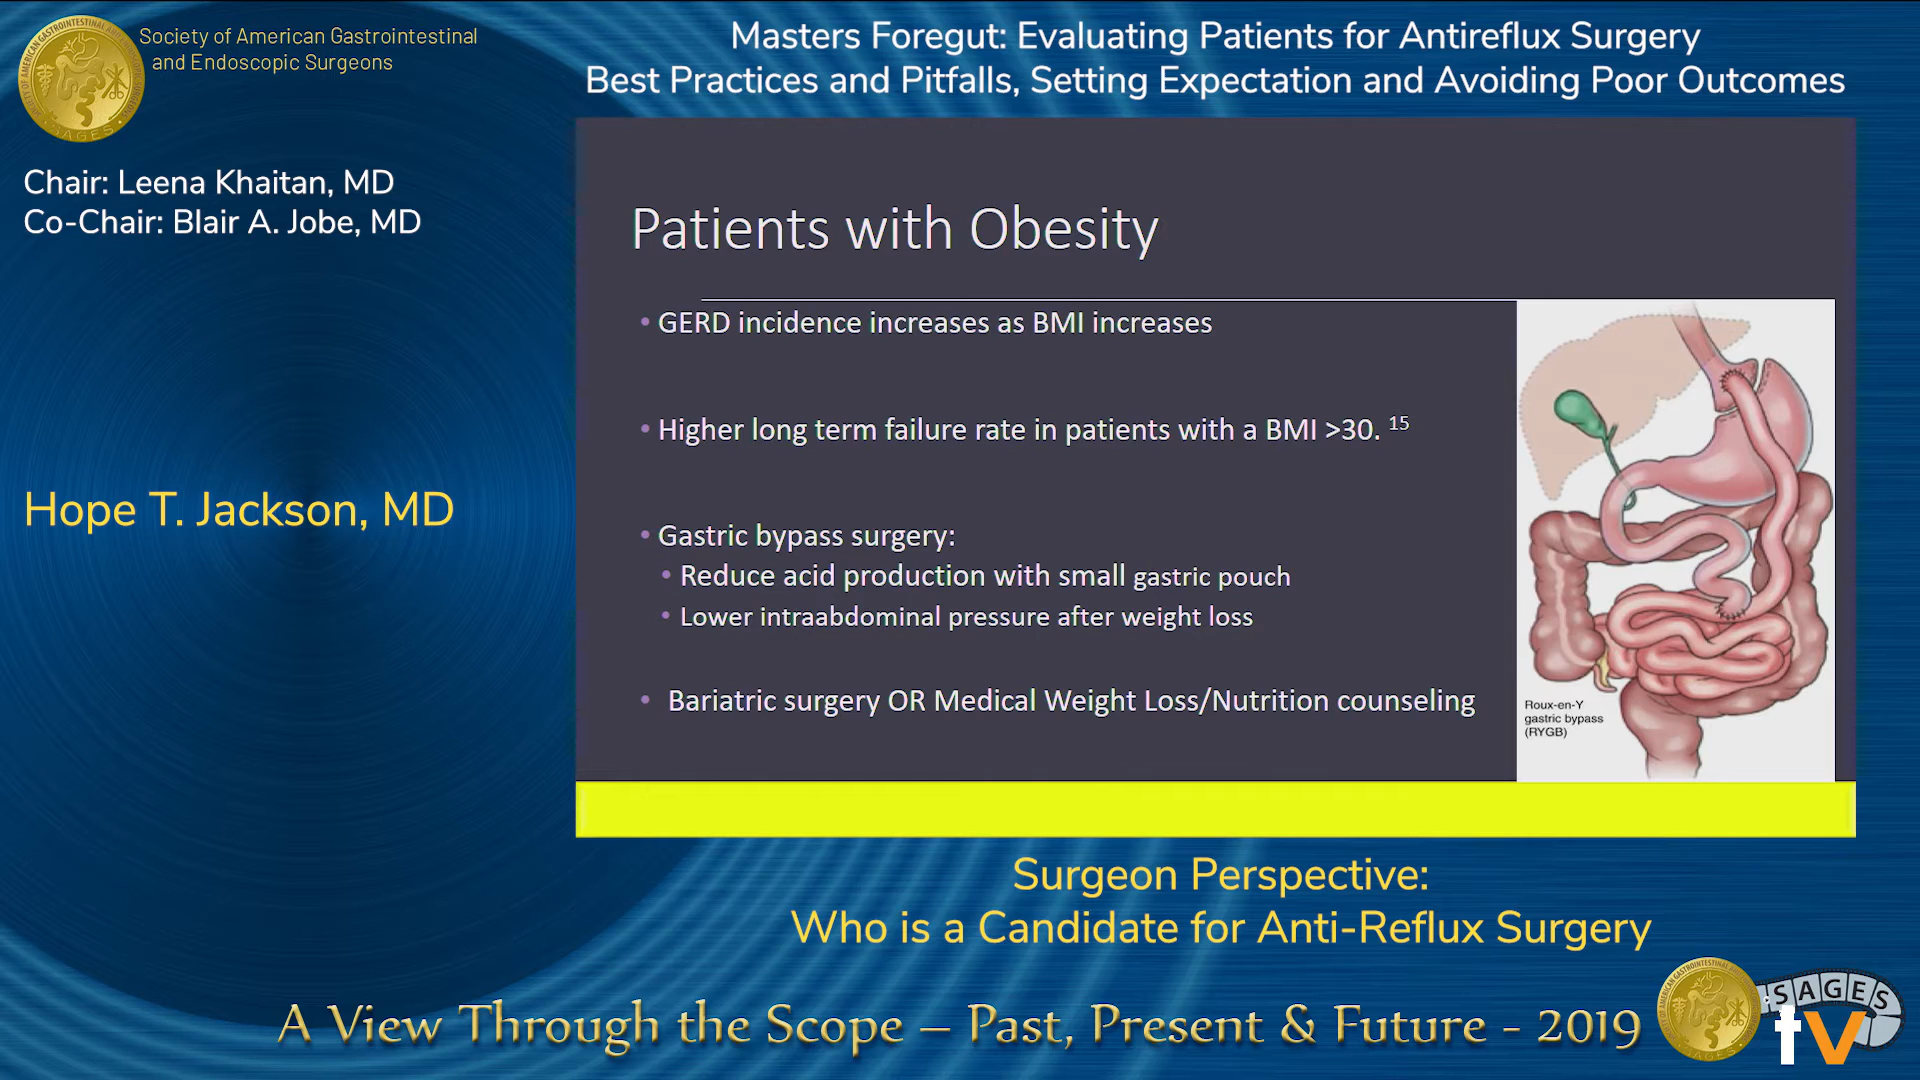 Society of American Gastrointestinal
and Endoscopic Surgeons
Masters Foregut: Evaluating Patients for Antireflux Surgery
Best Practices and Pitfalls, Setting Expectation and Avoiding Poor Outcomes
Chair: Leena Khaitan, MD
Co-Chair: Blair A. Jobe, MD
Hope T. Jackson, MD
Patients with Obesity
• GERD incidence increases as BMI increases
• Higher long term failure rate in patients with a BMI >30. 15
• Gastric bypass surgery:
• Reduce acid production with small gastric pouch
• Lower intraabdominal pressure after weight loss
• Bariatric surgery OR Medical Weight Loss/Nutrition counseling
Roux-en-Y
gastric bypass
(RYGB)
Surgeon Perspective:
Who is a Candidate for Anti-Reflux Surgery
A View Through the Scope – Past, Present & Future - 2019
SAGES
tv